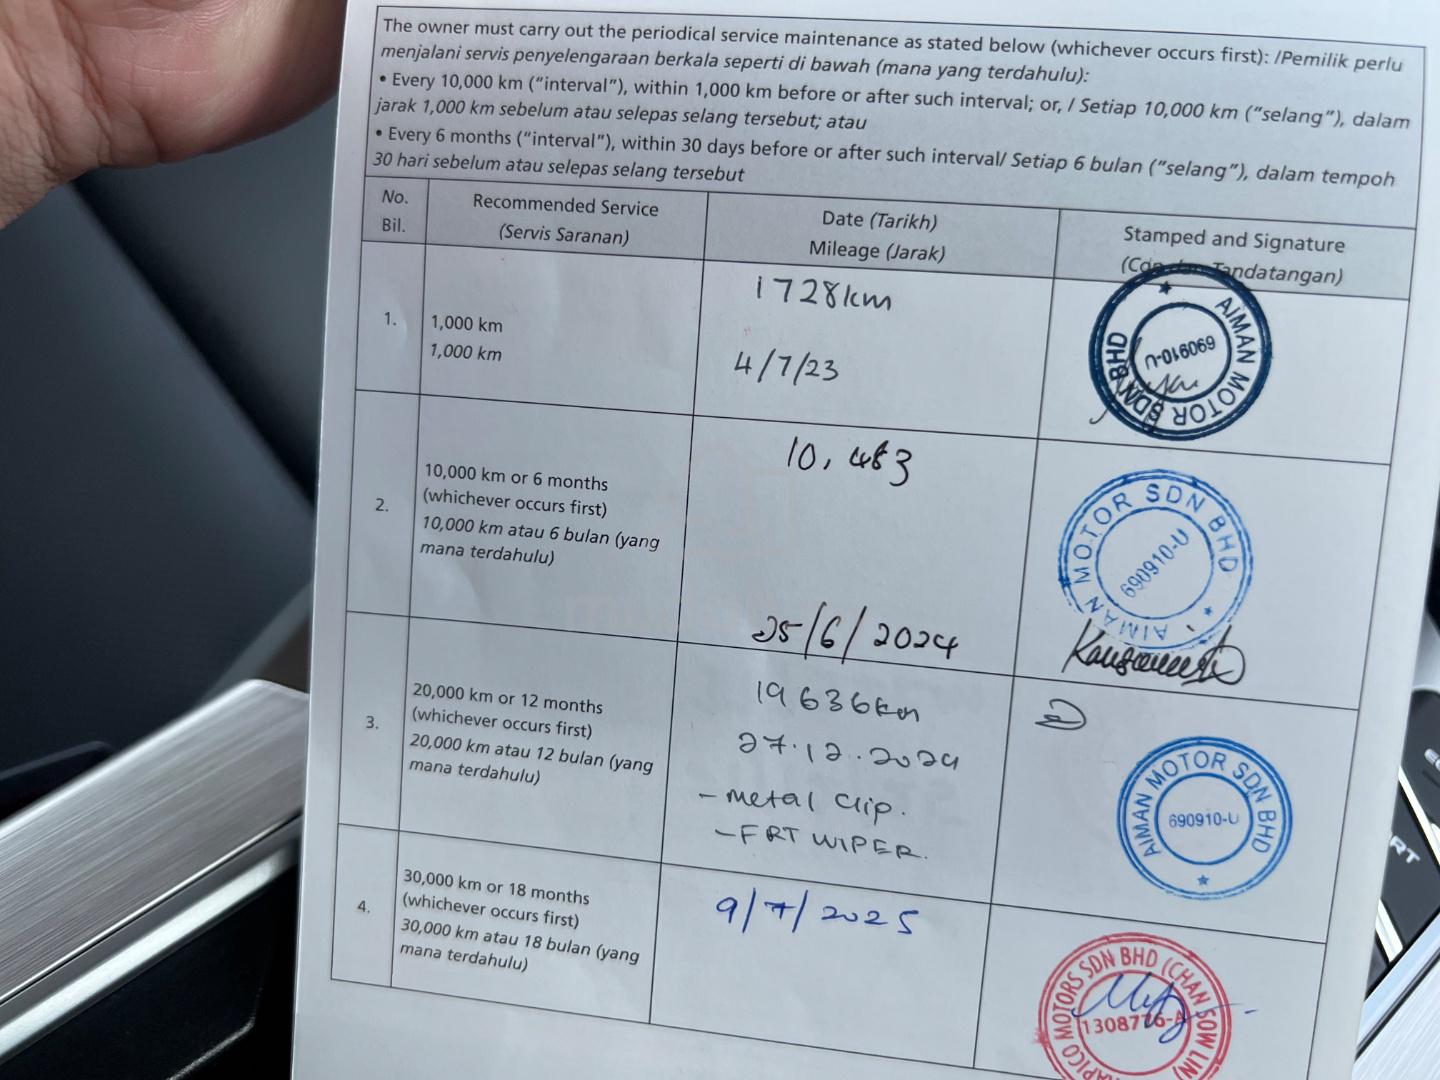 The owner must carry out the periodical service maintenance as stated below (whichever occurs first): /Pemilik perlu
menjalani servis penyelengaraan berkala seperti di bawah (mana yang terdahulu):
• Every 10,000 km (“interval”), within 1,000 km before or after such interval; or, / Setiap 10,000 km (“selang”), dalam
jarak 1,000 km sebelum atau selepas selang tersebut; atau
• Every 6 months (“interval”), within 30 days before or after such interval/ Setiap 6 bulan (“selang”), dalam tempoh
30 hari sebelum atau selepas selang tersebut
No.
Bil.
Recommended Service
(Servis Saranan)
Date (Tarikh)
Mileage (Jarak)
Stamped and Signature
(Cop dan Tandatangan)
1.
1,000 km
1,000 km
1728km
4/7/23
AIMAN MOTOR SDN BHD
690910-U
2.
10,000 km or 6 months
(whichever occurs first)
10,000 km atau 6 bulan (yang
mana terdahulu)
10,483
25/6/2024
AIMAN MOTOR SDN BHD
690910-U
3.
20,000 km or 12 months
(whichever occurs first)
20,000 km atau 12 bulan (yang
mana terdahulu)
19636km
27.12.2024
- metal clip.
- FRT WIPER.
AIMAN MOTOR SDN BHD
690910-U
4.
30,000 km or 18 months
(whichever occurs first)
30,000 km atau 18 bulan (yang
mana terdahulu)
9/7/2025
MOTORS SDN BHD (CHAN SOW LIN)
1308776-A
RT